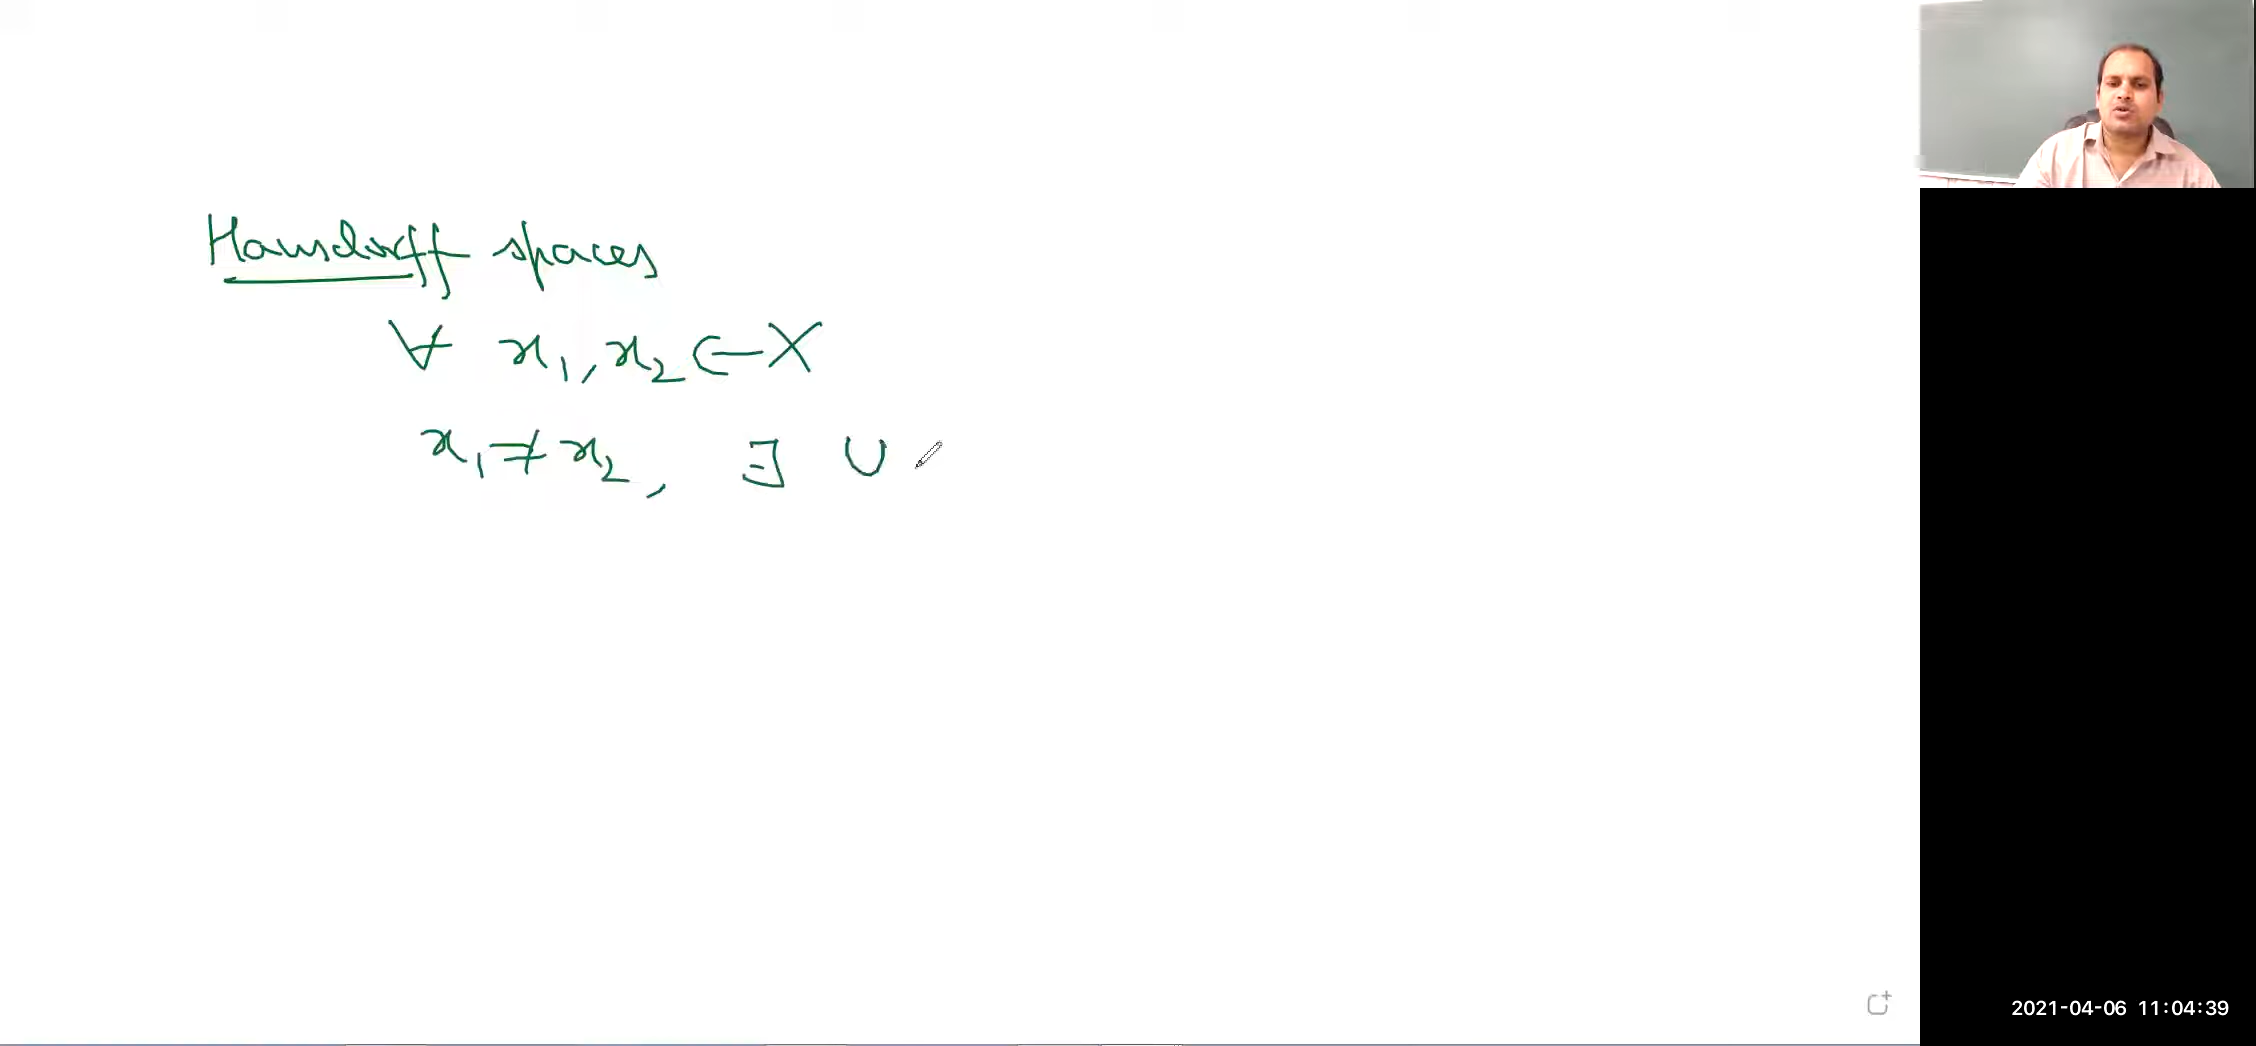 Hausdorff spaces
∀ x₁, x₂ ∈ X
x₁ ≠ x₂, ∃ U
2021-04-06 11:04:39